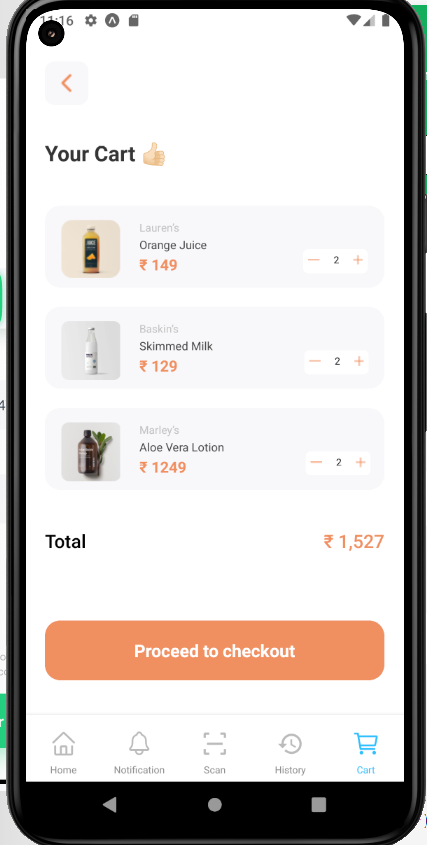 11:16
Your Cart 👍🏻
Lauren's
Orange Juice
₹ 149
2
Baskin's
Skimmed Milk
₹ 129
2
Marley's
Aloe Vera Lotion
₹ 1249
2
Total
₹ 1,527
Proceed to checkout
Home
Notification
Scan
History
Cart